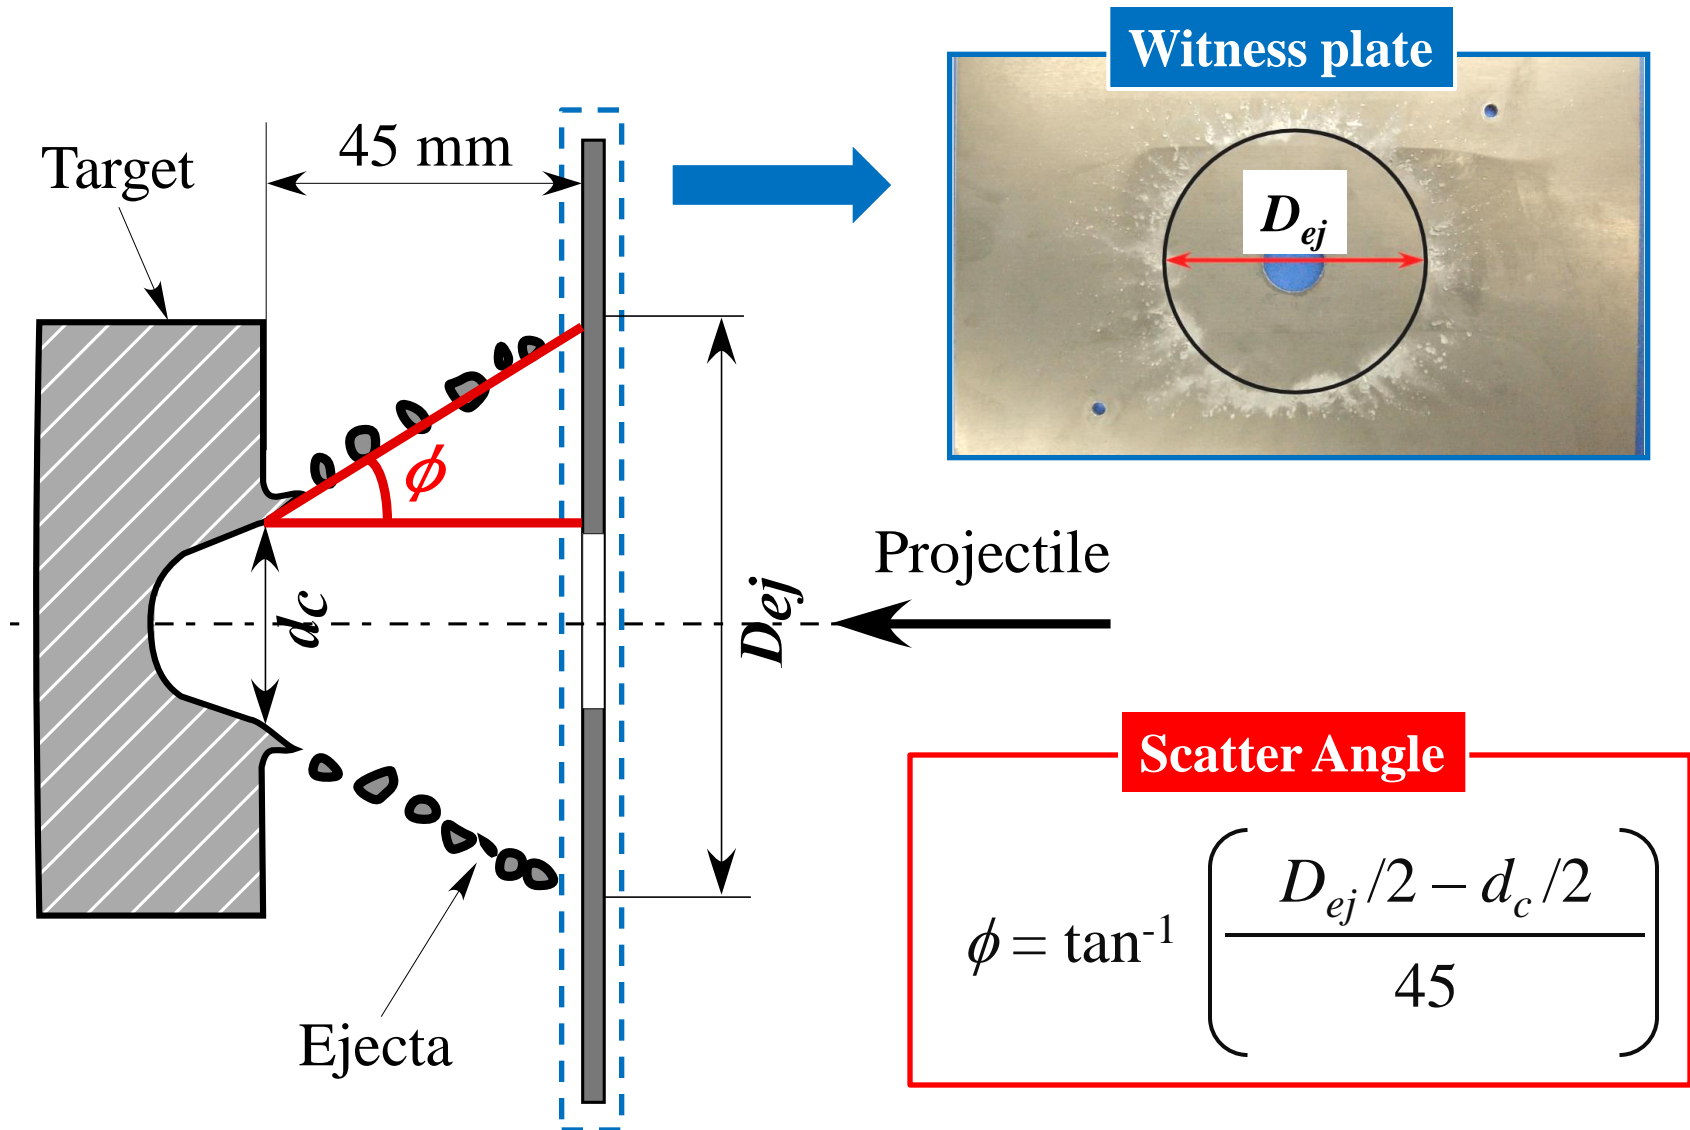 Witness plate
45 mm
Target
D_ej
ϕ
Projectile
d_c
D_ej
Scatter Angle
ϕ = tan⁻¹ ( (D_ej/2 – d_c/2) / 45 )
Ejecta